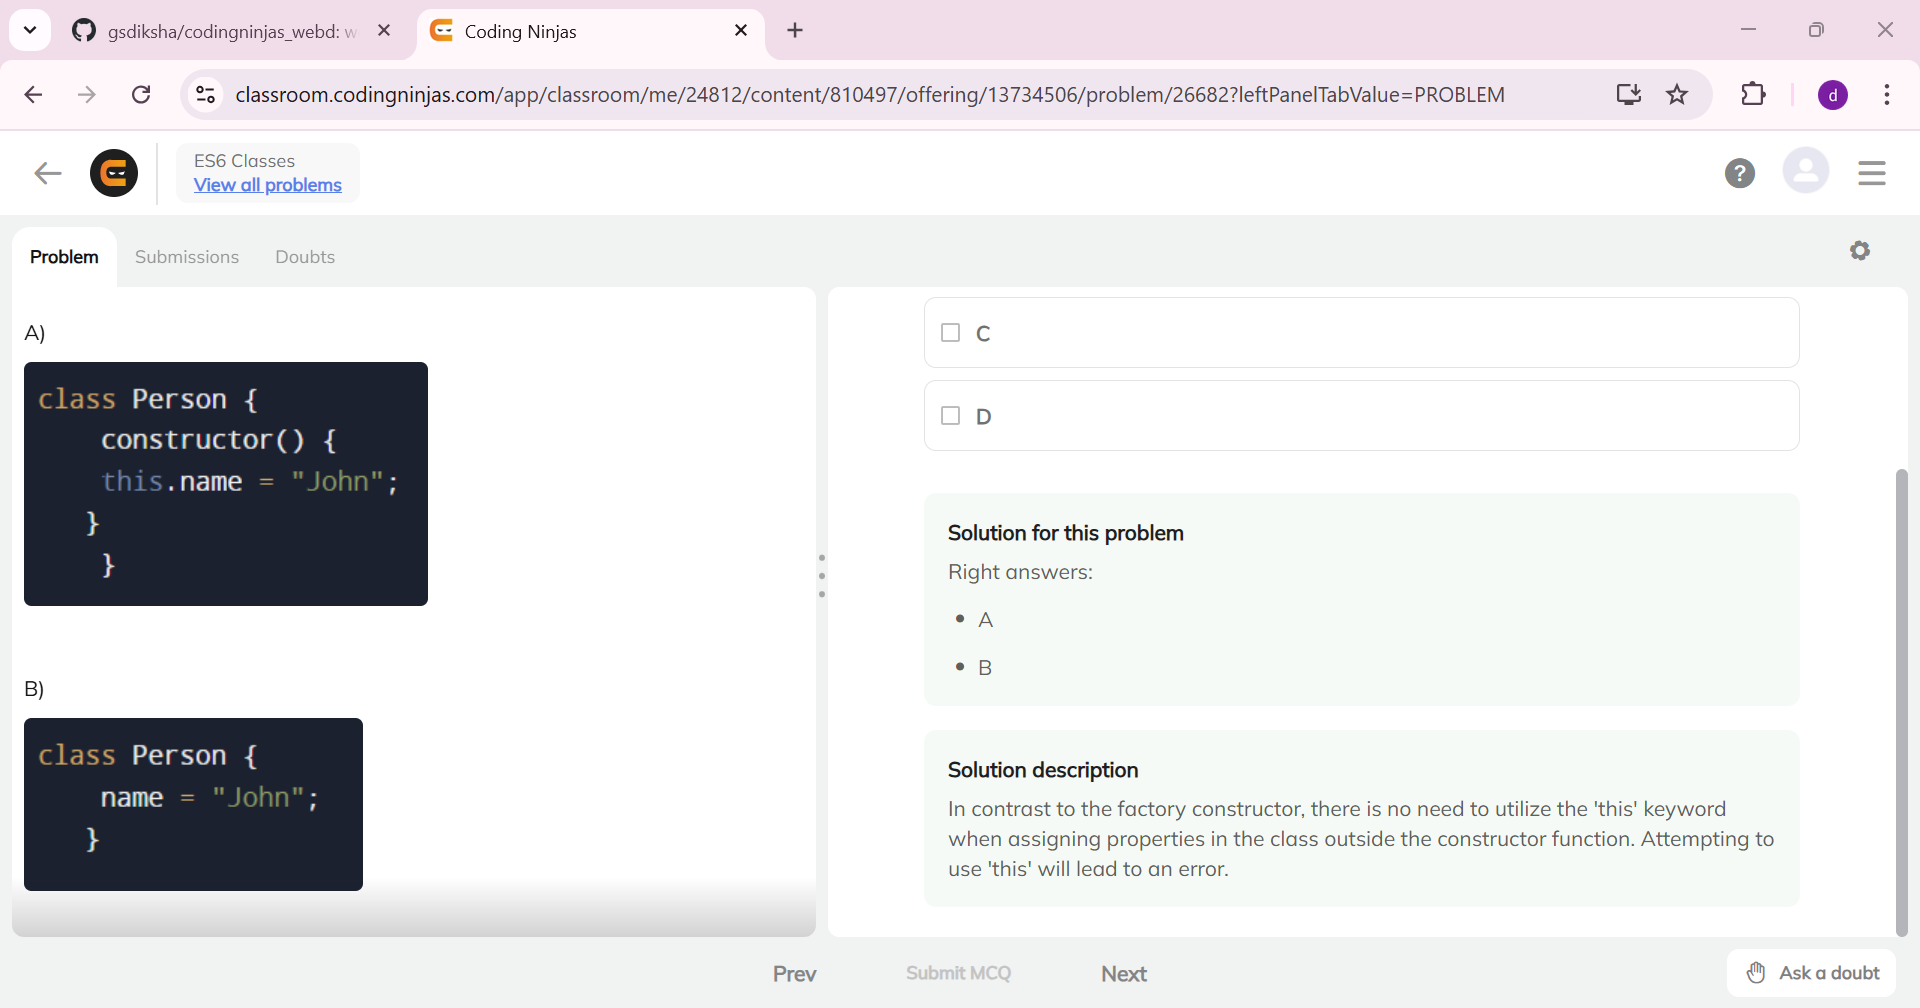 gsdiksha/codingninjas_webd: w
Coding Ninjas
classroom.codingninjas.com/app/classroom/me/24812/content/810497/offering/13734506/problem/26682?leftPanelTabValue=PROBLEM
d
ES6 Classes
View all problems
?
Problem
Submissions
Doubts
A)
class Person {
constructor() {
this.name = "John";
}
}
B)
class Person {
name = "John";
}
C
D
Solution for this problem
Right answers:
• A
• B
Solution description
In contrast to the factory constructor, there is no need to utilize the 'this' keyword
when assigning properties in the class outside the constructor function. Attempting to
use 'this' will lead to an error.
Prev
Submit MCQ
Next
Ask a doubt